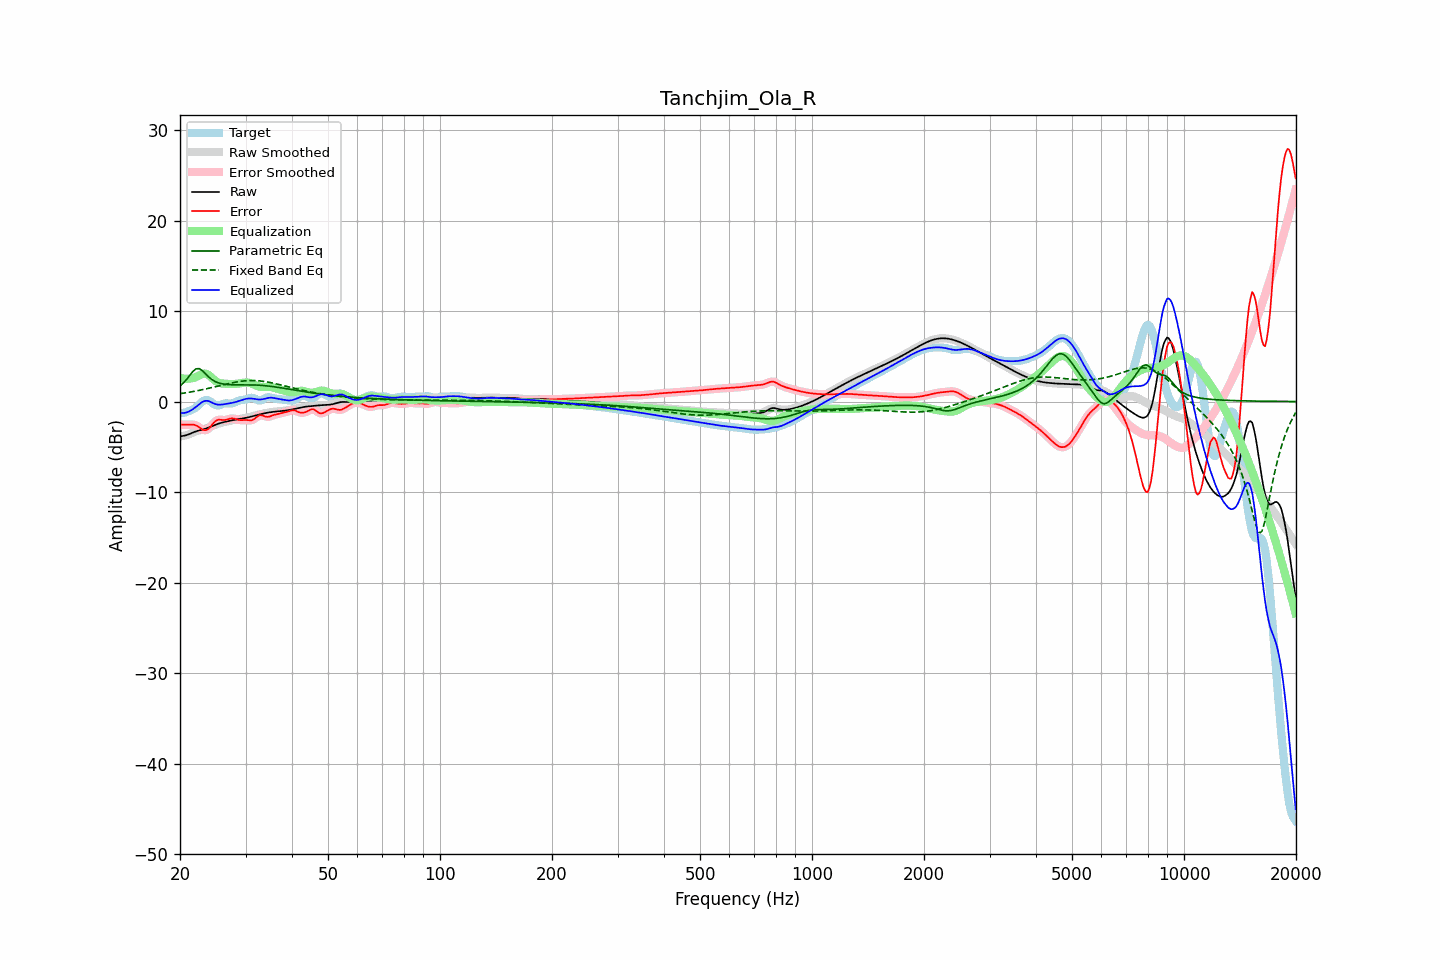 Tanchjim_Ola_R
Target
Raw Smoothed
Error Smoothed
Raw
Error
Equalization
Parametric Eq
Fixed Band Eq
Equalized
30
20
10
0
−10
−20
−30
−40
−50
Amplitude (dBr)
20
50
100
200
500
1000
2000
5000
10000
20000
Frequency (Hz)